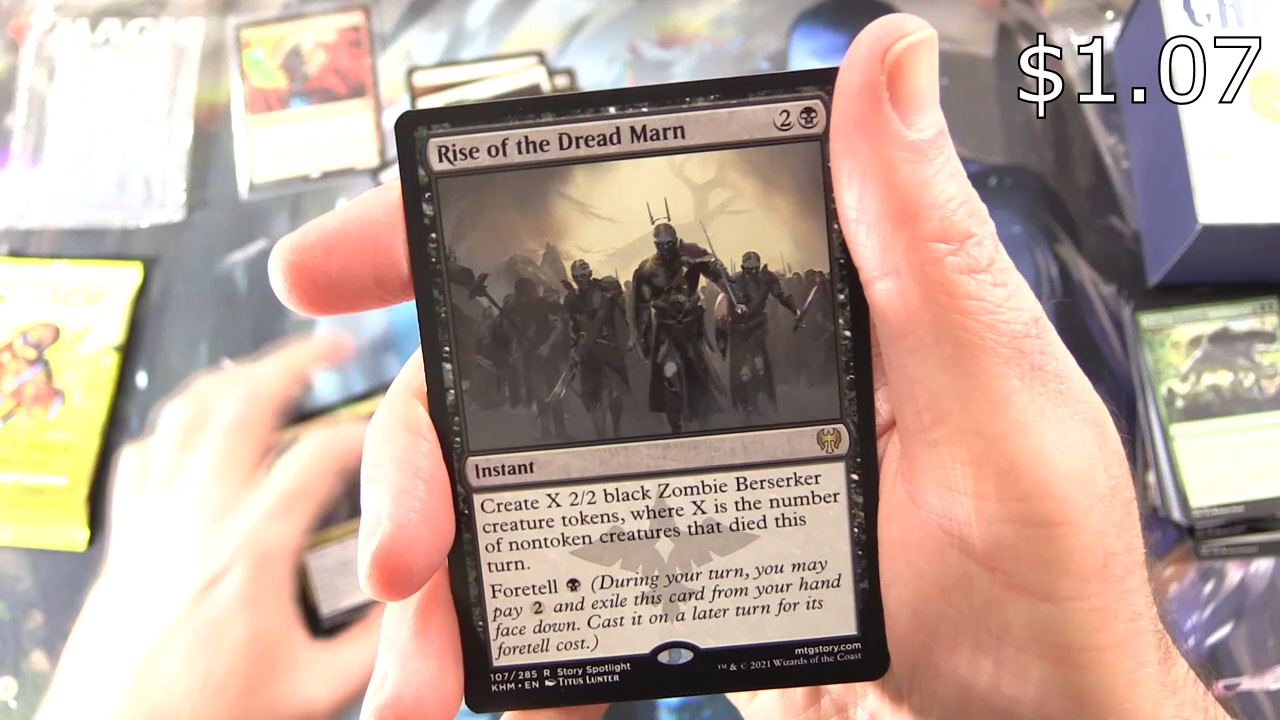 MAGIC
$1.07
Rise of the Dread Marn
2
Instant
Create X 2/2 black Zombie Berserker
creature tokens, where X is the number
of nontoken creatures that died this
turn.
Foretell (During your turn, you may
pay 2 and exile this card from your hand
face down. Cast it on a later turn for its
foretell cost.)
107/285 R Story Spotlight
KHM • EN Titus Lunter
mtgstory.com
™ & © 2021 Wizards of the Coast